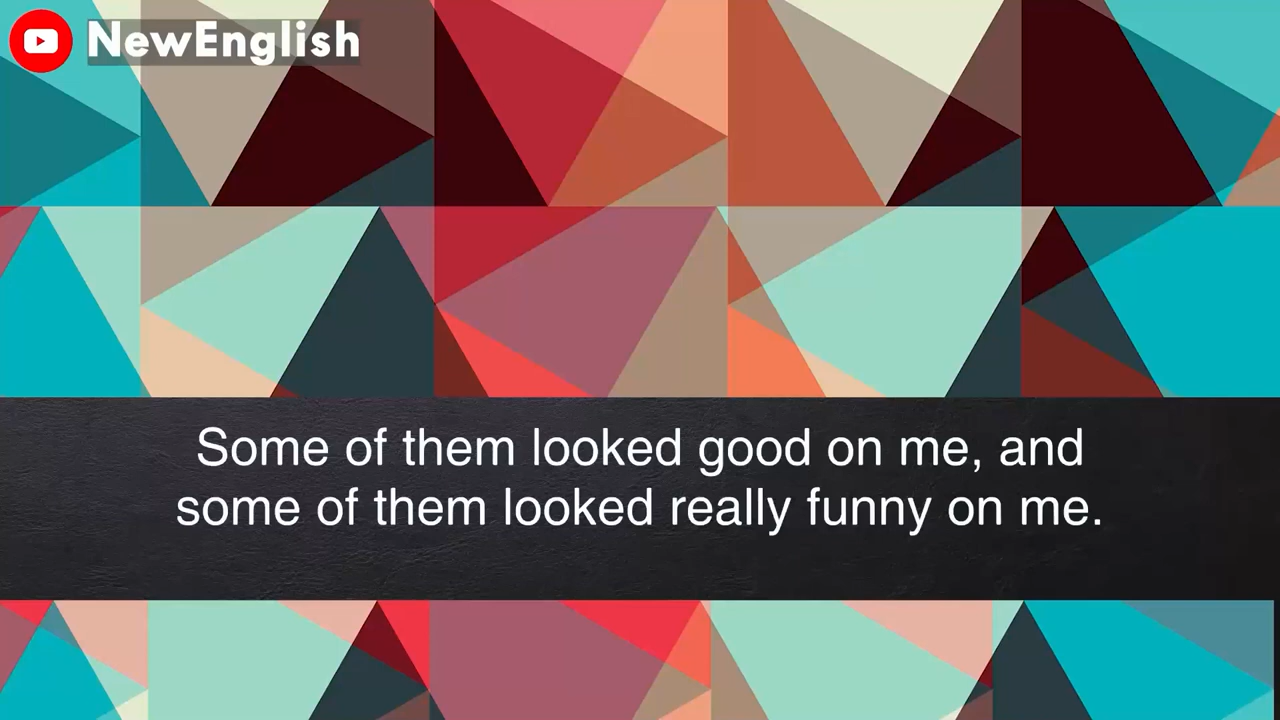 NewEnglish
Some of them looked good on me, and
some of them looked really funny on me.